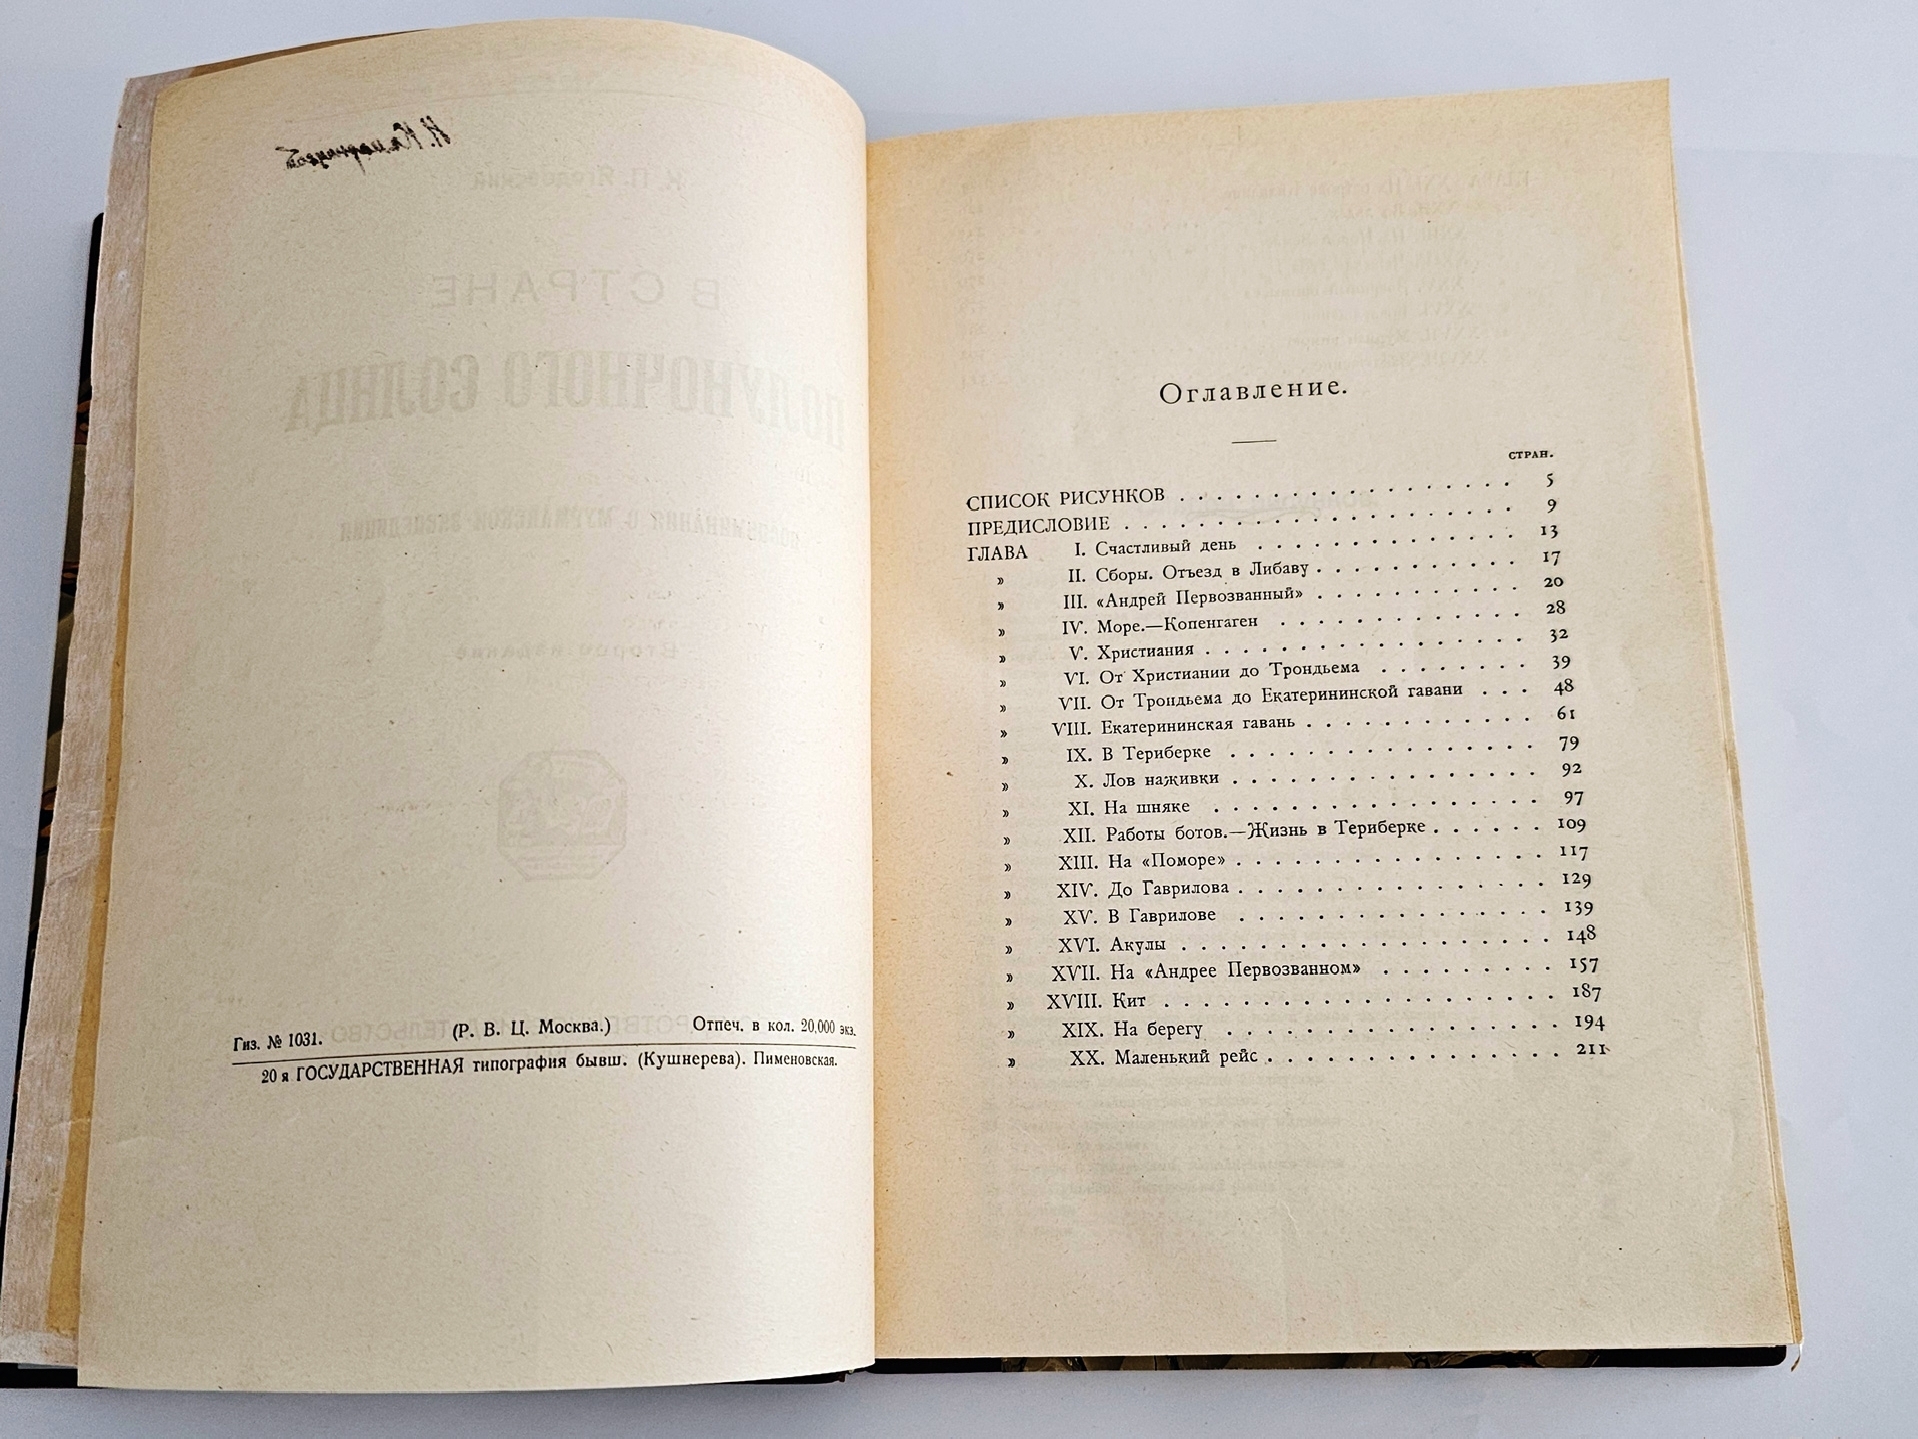 В СТРАНЕ
ПОЛУНОЧНОГО СОЛНЦА
Второе издание
Гиз. № 1031. (Р. В. Ц. Москва.) Отпеч. в кол. 20,000 экз.
20 я ГОСУДАРСТВЕННАЯ типография бывш. (Кушнерева). Пименовская.
Оглавление.
СТРАН.
СПИСОК РИСУНКОВ . . . . . . . . . . . . . . . . . 5
ПРЕДИСЛОВИЕ . . . . . . . . . . . . . . . . . . . 9
ГЛАВА I. Счастливый день . . . . . . . . . . . . . 13
» II. Сборы. Отъезд в Либаву . . . . . . . . . . . 17
» III. «Андрей Первозванный» . . . . . . . . . . . 20
» IV. Море.—Копенгаген . . . . . . . . . . . . 28
» V. Христиания . . . . . . . . . . . . . . . . 32
» VI. От Христиании до Трондьема . . . . . . . . 39
» VII. От Трондьема до Екатерининской гавани . . . 48
» VIII. Екатерининская гавань . . . . . . . . . . . . 61
» IX. В Териберке . . . . . . . . . . . . . . . . 79
» X. Лов наживки . . . . . . . . . . . . . . . . 92
» XI. На шняке . . . . . . . . . . . . . . . . . 97
» XII. Работы ботов.—Жизнь в Териберке . . . . . . 109
» XIII. На «Поморе» . . . . . . . . . . . . . . . . 117
» XIV. До Гаврилова . . . . . . . . . . . . . . . . 129
» XV. В Гаврилове . . . . . . . . . . . . . . . . 139
» XVI. Акулы . . . . . . . . . . . . . . . . . . . 148
» XVII. На «Андрее Первозванном» . . . . . . . . . 157
» XVIII. Кит . . . . . . . . . . . . . . . . . . . . 187
» XIX. На берегу . . . . . . . . . . . . . . . . . 194
» XX. Маленький рейс . . . . . . . . . . . . . . . 211